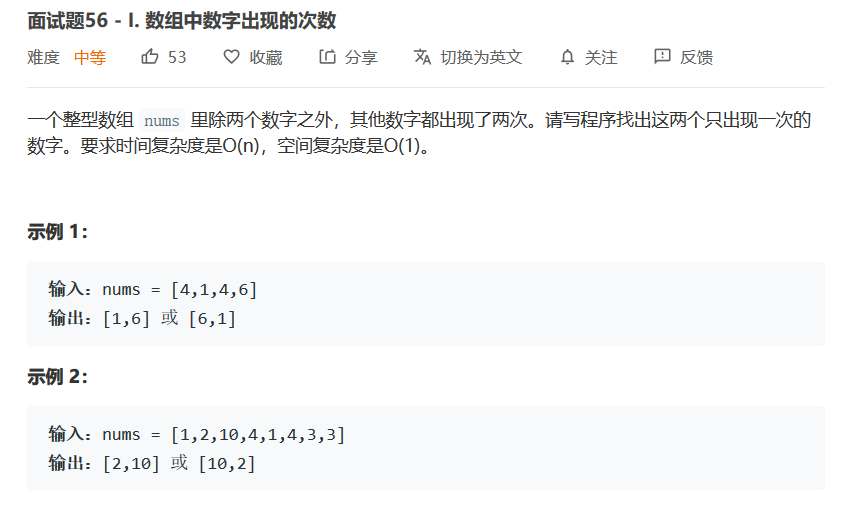 面试题56 - I. 数组中数字出现的次数
难度 中等 53 收藏 分享 切换为英文 关注 反馈
一个整型数组 nums 里除两个数字之外，其他数字都出现了两次。请写程序找出这两个只出现一次的
数字。要求时间复杂度是O(n)，空间复杂度是O(1)。
示例 1：
输入：nums = [4,1,4,6]
输出：[1,6] 或 [6,1]
示例 2：
输入：nums = [1,2,10,4,1,4,3,3]
输出：[2,10] 或 [10,2]